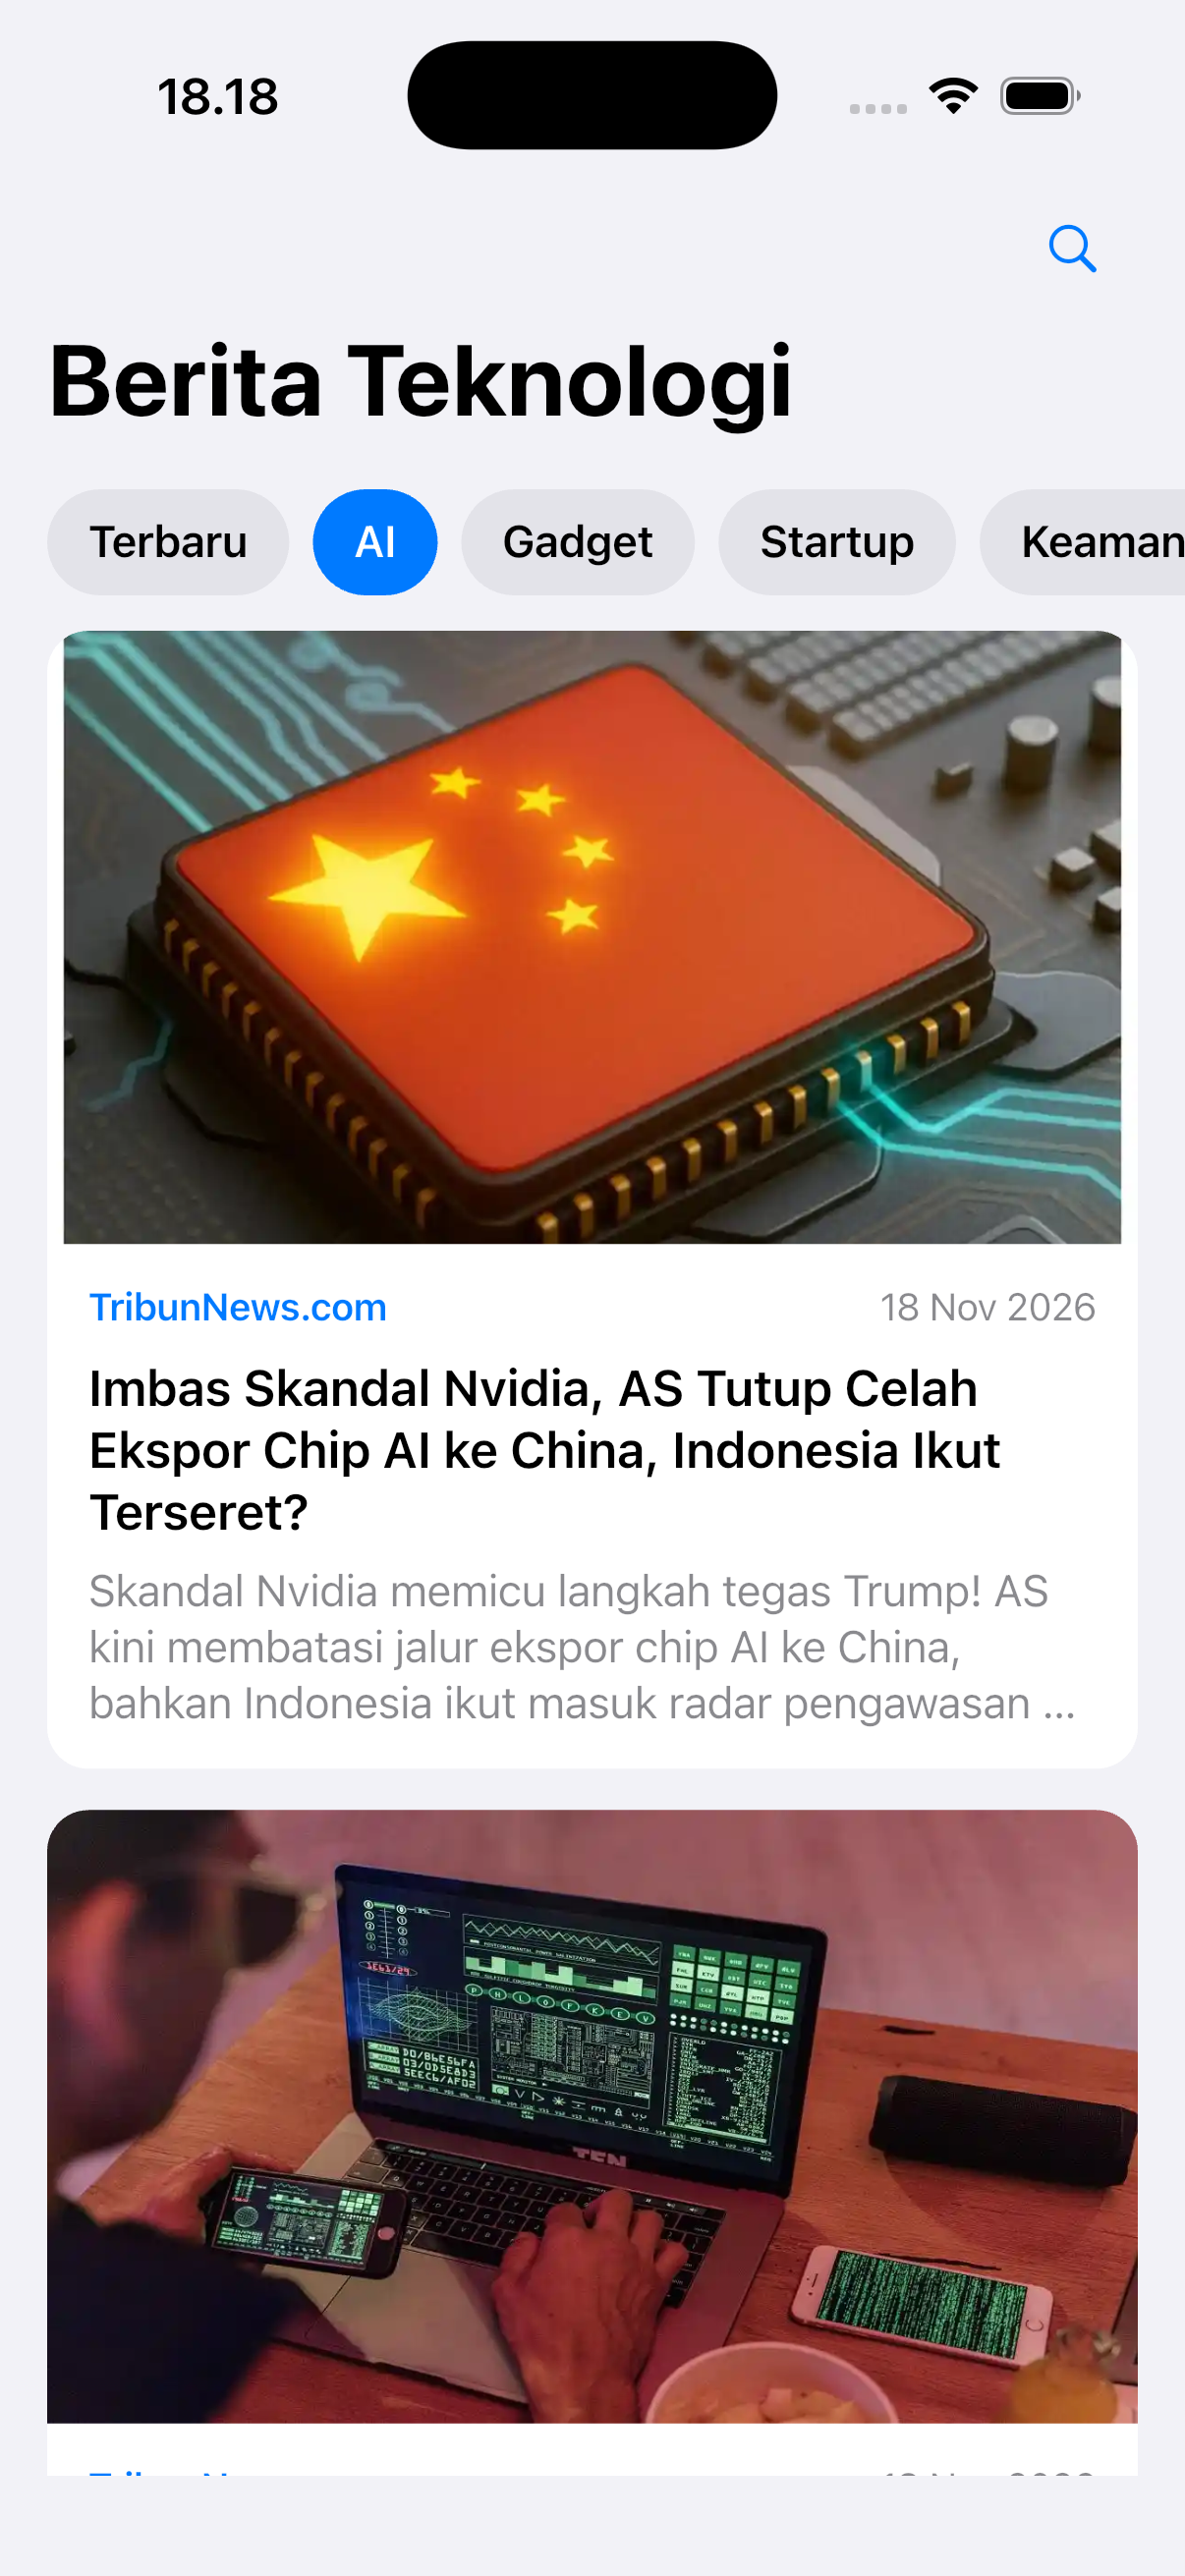 18.18
Berita Teknologi
Terbaru
AI
Gadget
Startup
Keaman
TribunNews.com
18 Nov 2026
Imbas Skandal Nvidia, AS Tutup Celah
Ekspor Chip AI ke China, Indonesia Ikut
Terseret?
Skandal Nvidia memicu langkah tegas Trump! AS
kini membatasi jalur ekspor chip AI ke China,
bahkan Indonesia ikut masuk radar pengawasan ...